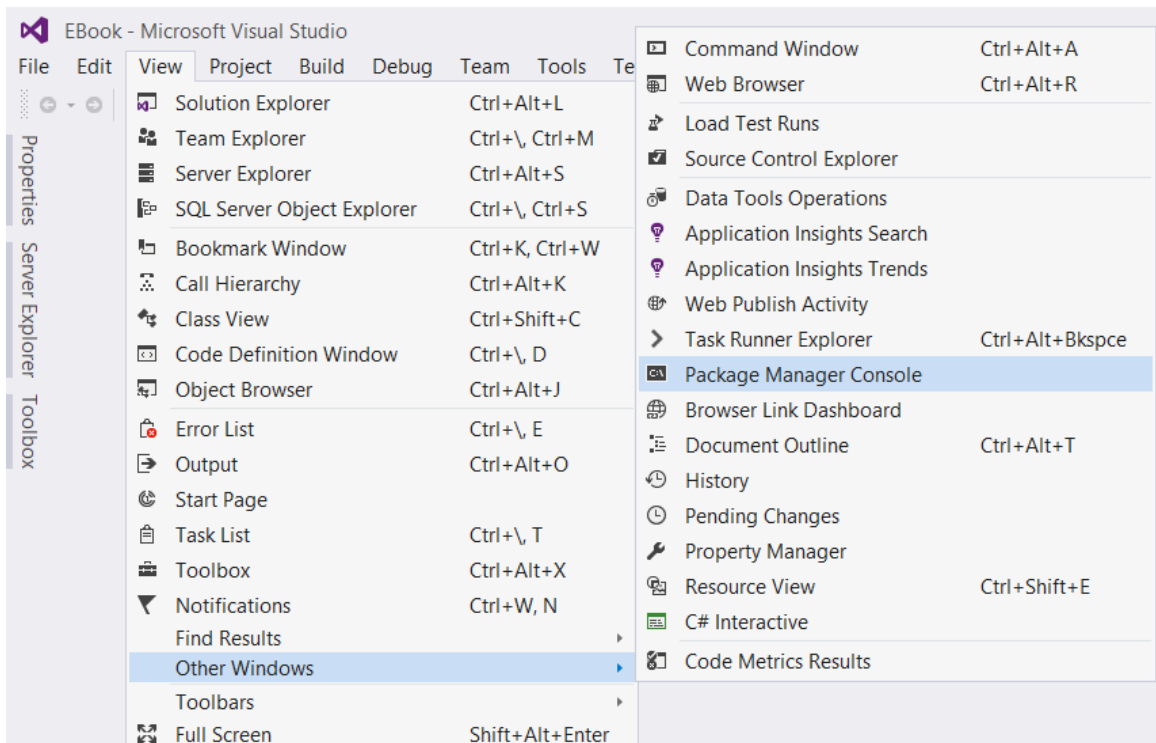 EBook - Microsoft Visual Studio
File Edit View Project Build Debug Team Tools Te
Properties
Server Explorer
Toolbox
Solution Explorer Ctrl+Alt+L
Team Explorer Ctrl+\, Ctrl+M
Server Explorer Ctrl+Alt+S
SQL Server Object Explorer Ctrl+\, Ctrl+S
Bookmark Window Ctrl+K, Ctrl+W
Call Hierarchy Ctrl+Alt+K
Class View Ctrl+Shift+C
Code Definition Window Ctrl+\, D
Object Browser Ctrl+Alt+J
Error List Ctrl+\, E
Output Ctrl+Alt+O
Start Page
Task List Ctrl+\, T
Toolbox Ctrl+Alt+X
Notifications Ctrl+W, N
Find Results
Other Windows
Toolbars
Full Screen Shift+Alt+Enter
Command Window Ctrl+Alt+A
Web Browser Ctrl+Alt+R
Load Test Runs
Source Control Explorer
Data Tools Operations
Application Insights Search
Application Insights Trends
Web Publish Activity
Task Runner Explorer Ctrl+Alt+Bkspce
Package Manager Console
Browser Link Dashboard
Document Outline Ctrl+Alt+T
History
Pending Changes
Property Manager
Resource View Ctrl+Shift+E
C# Interactive
Code Metrics Results